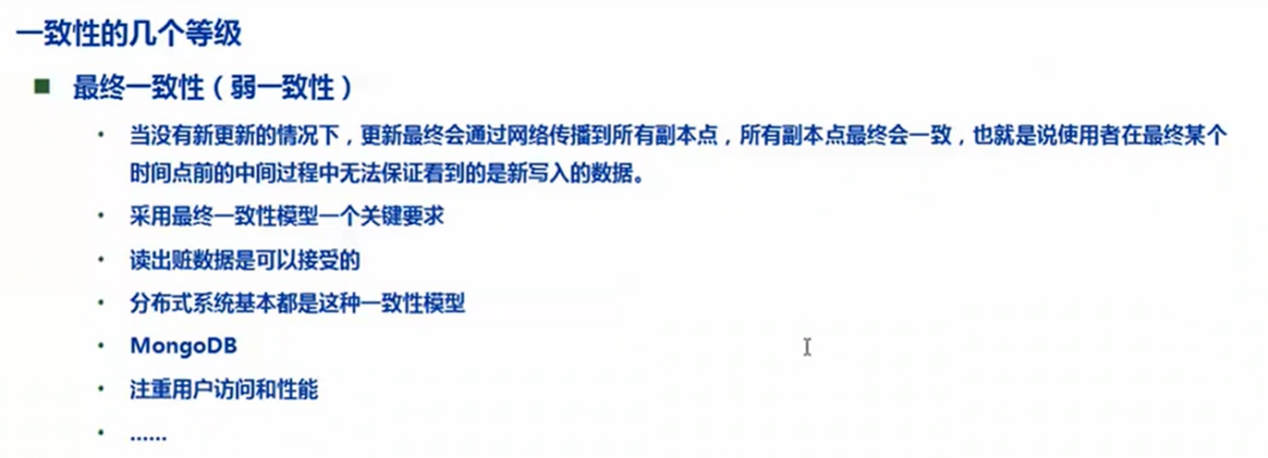 一致性的几个等级
■ 最终一致性（弱一致性）
• 当没有新更新的情况下，更新最终会通过网络传播到所有副本点，所有副本点最终会一致，也就是说使用者在最终某个
时间点前的中间过程中无法保证看到的是新写入的数据。
• 采用最终一致性模型一个关键要求
• 读出脏数据是可以接受的
• 分布式系统基本都是这种一致性模型
• MongoDB
• 注重用户访问和性能
• ......